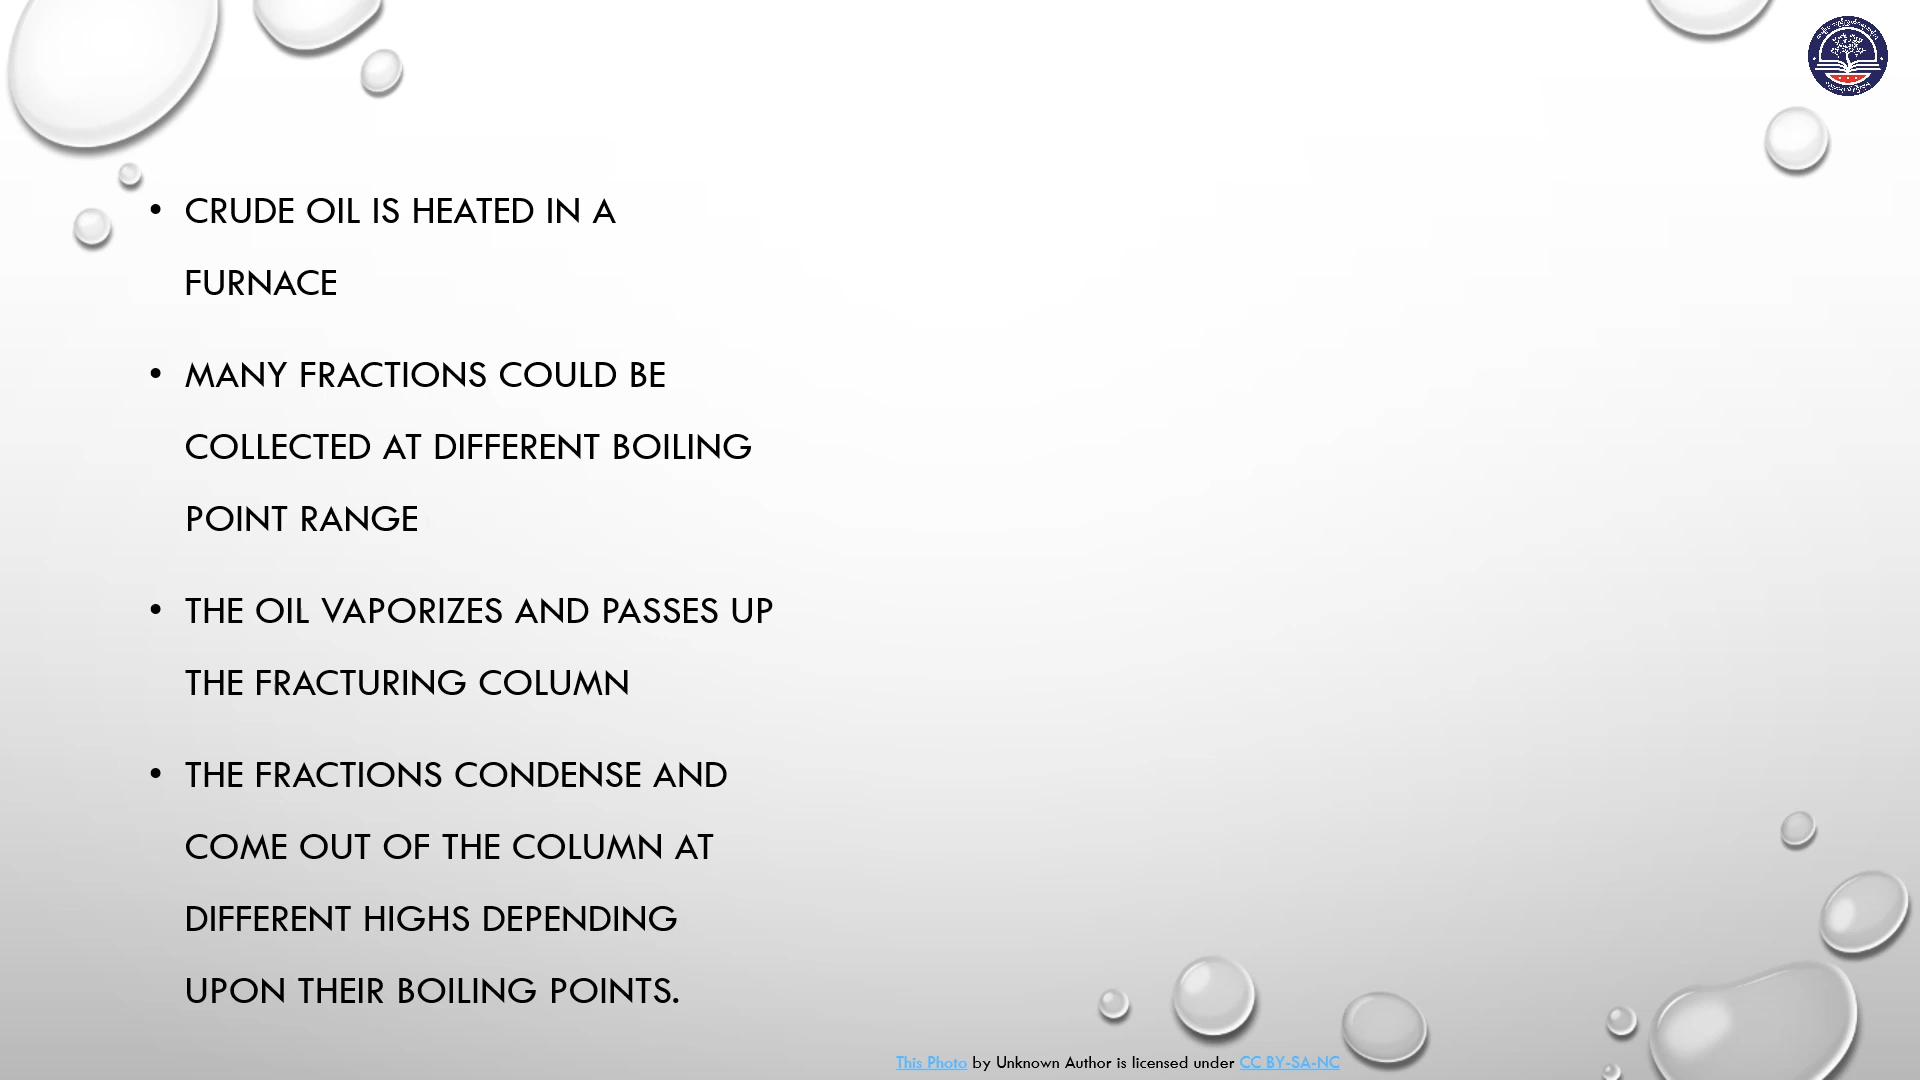 • CRUDE OIL IS HEATED IN A
FURNACE
• MANY FRACTIONS COULD BE
COLLECTED AT DIFFERENT BOILING
POINT RANGE
• THE OIL VAPORIZES AND PASSES UP
THE FRACTURING COLUMN
• THE FRACTIONS CONDENSE AND
COME OUT OF THE COLUMN AT
DIFFERENT HIGHS DEPENDING
UPON THEIR BOILING POINTS.
This Photo by Unknown Author is licensed under CC BY-SA-NC